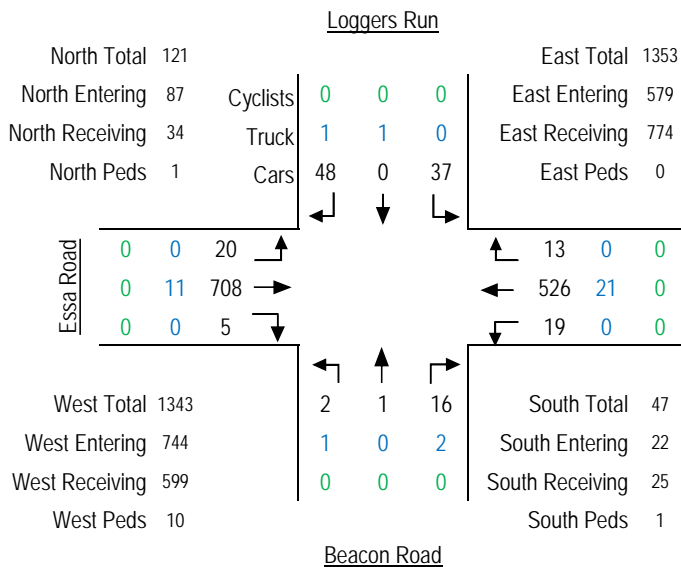 Loggers Run
North Total 121
East Total 1353
North Entering 87
Cyclists 0 0 0
East Entering 579
North Receiving 34
Truck 1 1 0
East Receiving 774
North Peds 1
Cars 48 0 37
East Peds 0
Essa Road
0 0 20
13 0 0
0 11 708
526 21 0
0 0 5
19 0 0
West Total 1343
2 1 16
South Total 47
West Entering 744
1 0 2
South Entering 22
West Receiving 599
0 0 0
South Receiving 25
West Peds 10
South Peds 1
Beacon Road